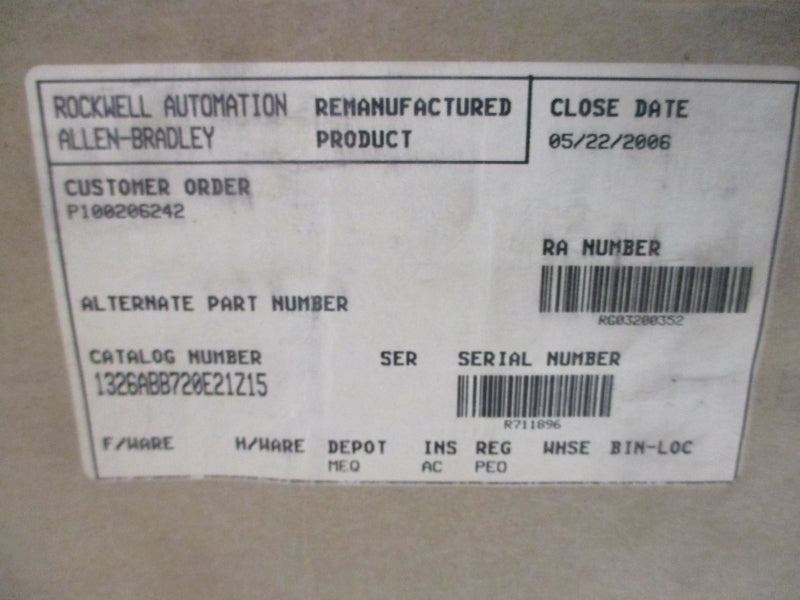 ROCKWELL AUTOMATION REMANUFACTURED
ALLEN-BRADLEY PRODUCT
CLOSE DATE
05/22/2006
CUSTOMER ORDER
P100206242
RA NUMBER
RG03200352
ALTERNATE PART NUMBER
CATALOG NUMBER SER SERIAL NUMBER
1326ABB720E21Z15
R711896
F/WARE H/WARE DEPOT INS REG WHSE BIN-LOC
MEQ AC PEO